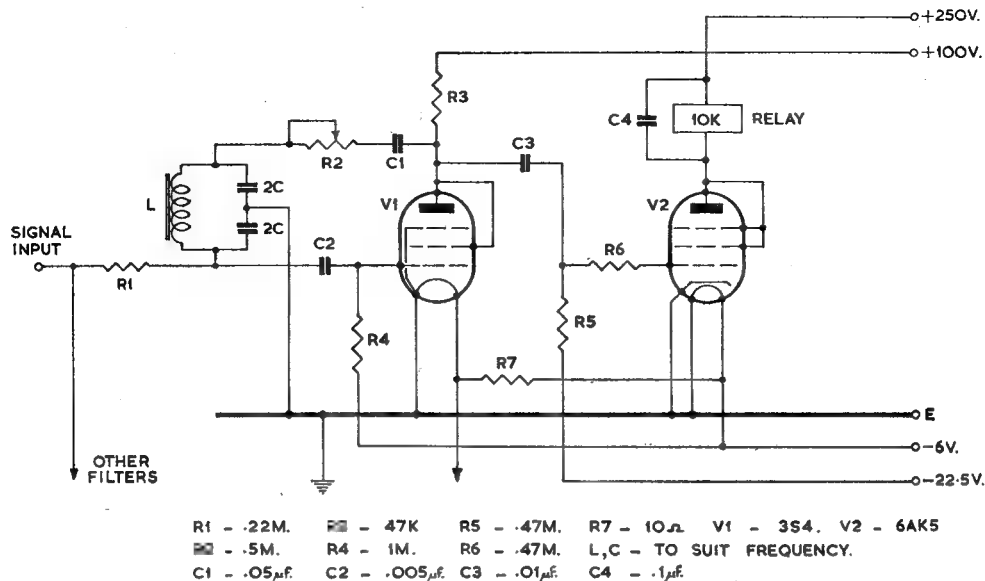 +250V.
+100V.
R3
C4
10K
RELAY
R2
C1
C3
L
2C
2C
V1
V2
SIGNAL
INPUT
C2
R6
R1
R4
R5
R7
E
-6V.
OTHER
FILTERS
-22·5V.
R1 - ·22M. - 47K R5 - ·47M. R7 - 10Ω V1 - 3S4. V2 - 6AK5
- ·5M. R4 - 1M. R6 - ·47M. L,C - TO SUIT FREQUENCY.
C1 - ·05µf. C2 - ·005µf. C3 - ·01µf. C4 - ·1µf.